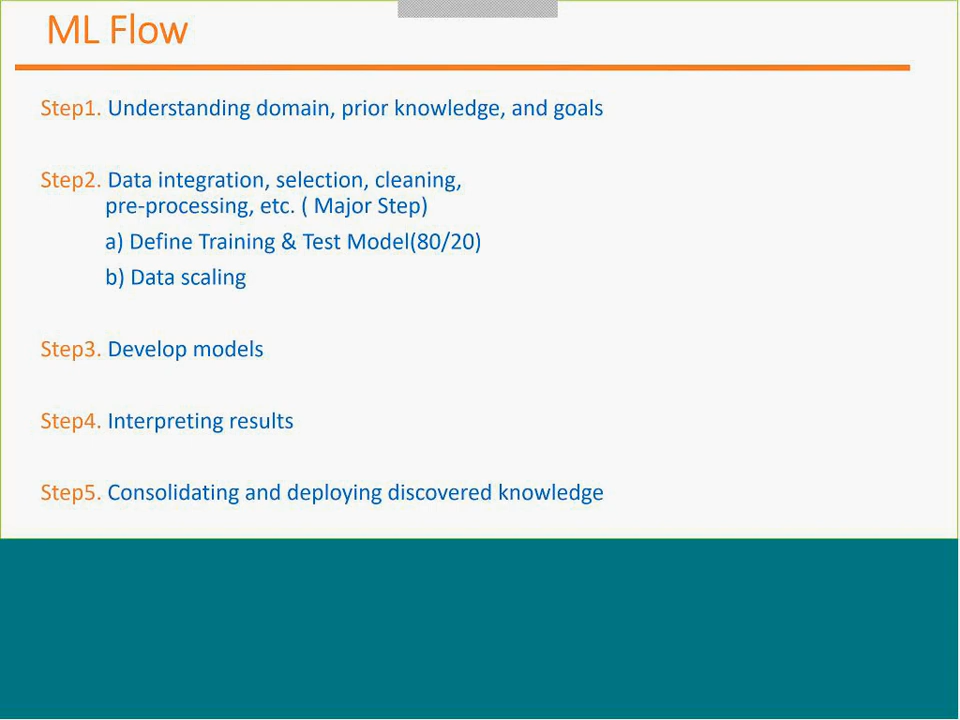 ML Flow
Step1. Understanding domain, prior knowledge, and goals
Step2. Data integration, selection, cleaning,
pre-processing, etc. ( Major Step)
a) Define Training & Test Model(80/20)
b) Data scaling
Step3. Develop models
Step4. Interpreting results
Step5. Consolidating and deploying discovered knowledge